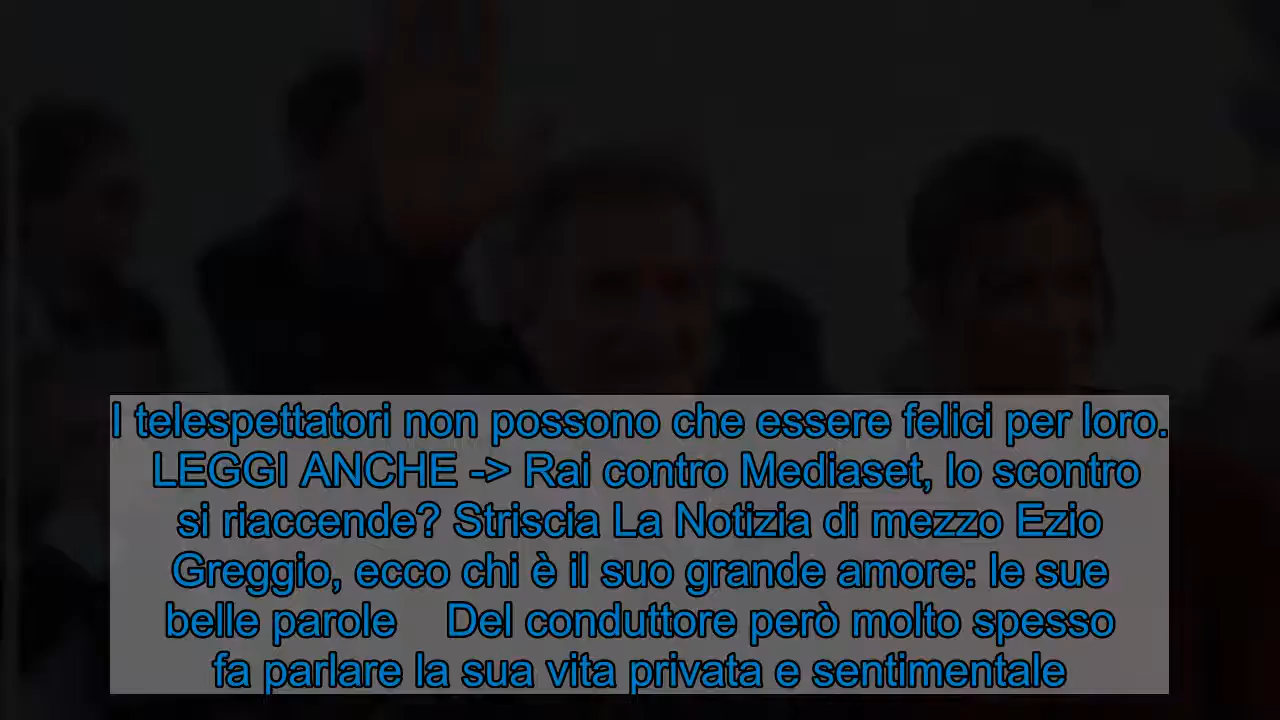 I telespettatori non possono che essere felici per loro.
LEGGI ANCHE -> Rai contro Mediaset, lo scontro
si riaccende? Striscia La Notizia di mezzo Ezio
Greggio, ecco chi è il suo grande amore: le sue
belle parole    Del conduttore però molto spesso
fa parlare la sua vita privata e sentimentale